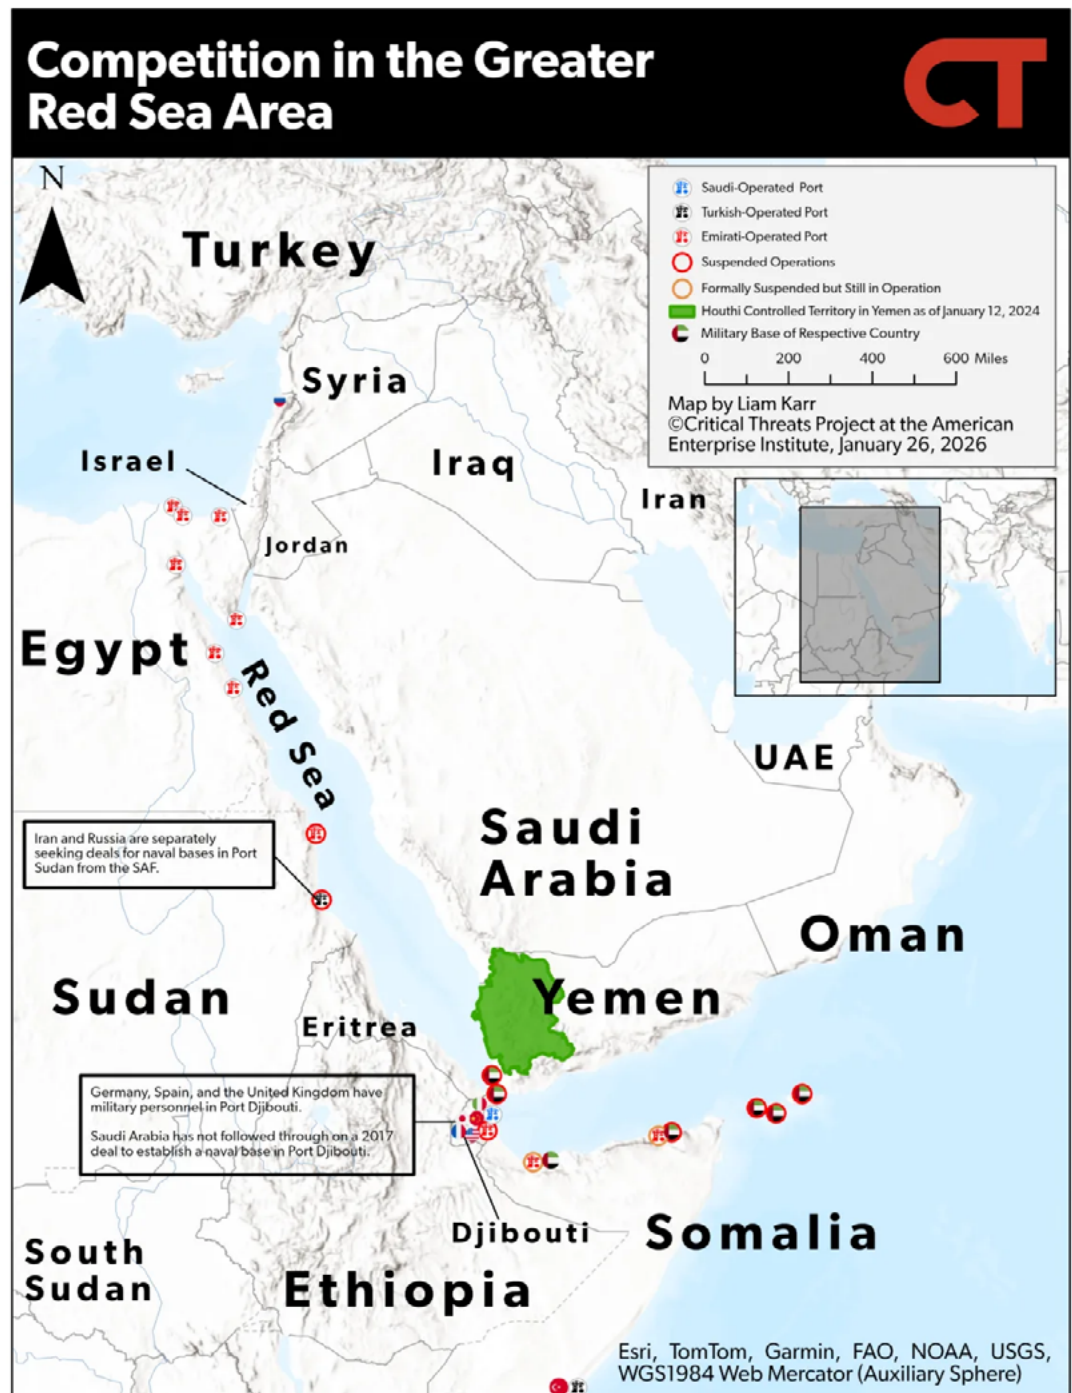 Competition in the Greater
Red Sea Area
CT
N
Saudi-Operated Port
Turkish-Operated Port
Emirati-Operated Port
Suspended Operations
Formally Suspended but Still in Operation
Houthi Controlled Territory in Yemen as of January 12, 2024
Military Base of Respective Country
0 200 400 600 Miles
Map by Liam Karr
©Critical Threats Project at the American
Enterprise Institute, January 26, 2026
Turkey
Syria
Israel
Iraq
Iran
Jordan
Egypt
Red Sea
UAE
Saudi
Arabia
Iran and Russia are separately
seeking deals for naval bases in Port
Sudan from the SAF.
Oman
Sudan
Yemen
Eritrea
Germany, Spain, and the United Kingdom have
military personnel in Port Djibouti.
Saudi Arabia has not followed through on a 2017
deal to establish a naval base in Port Djibouti.
Djibouti
Somalia
South
Sudan
Ethiopia
Esri, TomTom, Garmin, FAO, NOAA, USGS,
WGS1984 Web Mercator (Auxiliary Sphere)